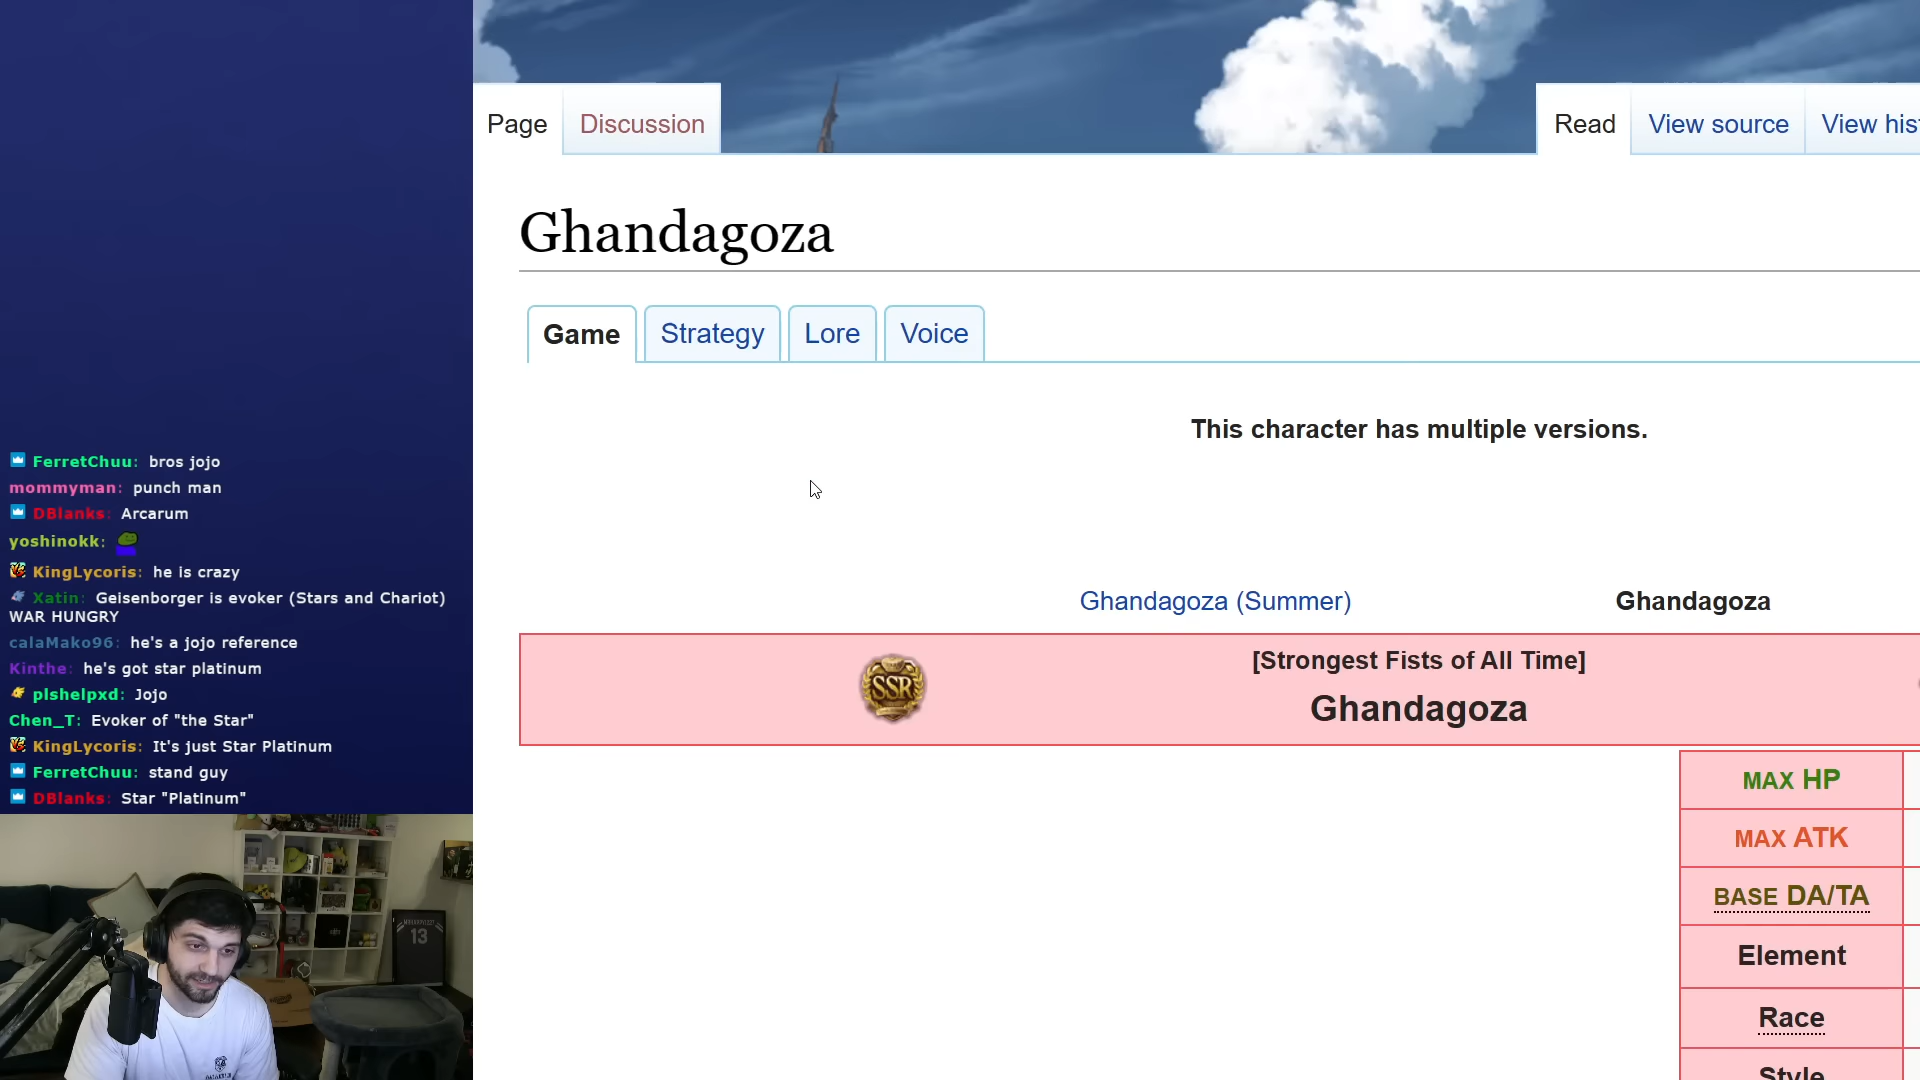 Page
Discussion
Read
View source
View his
Ghandagoza
Game
Strategy
Lore
Voice
This character has multiple versions.
Ghandagoza (Summer)
Ghandagoza
SSR
[Strongest Fists of All Time]
Ghandagoza
MAX HP
MAX ATK
BASE DA/TA
Element
Race
Style
FerretChuu: bros jojo
mommyman: punch man
DBlanks: Arcarum
yoshinokk:
KingLycoris: he is crazy
Xatin: Geisenborger is evoker (Stars and Chariot)
WAR HUNGRY
calaMako96: he's a jojo reference
Kinthe: he's got star platinum
plshelpxd: Jojo
Chen_T: Evoker of "the Star"
KingLycoris: It's just Star Platinum
FerretChuu: stand guy
DBlanks: Star "Platinum"
13